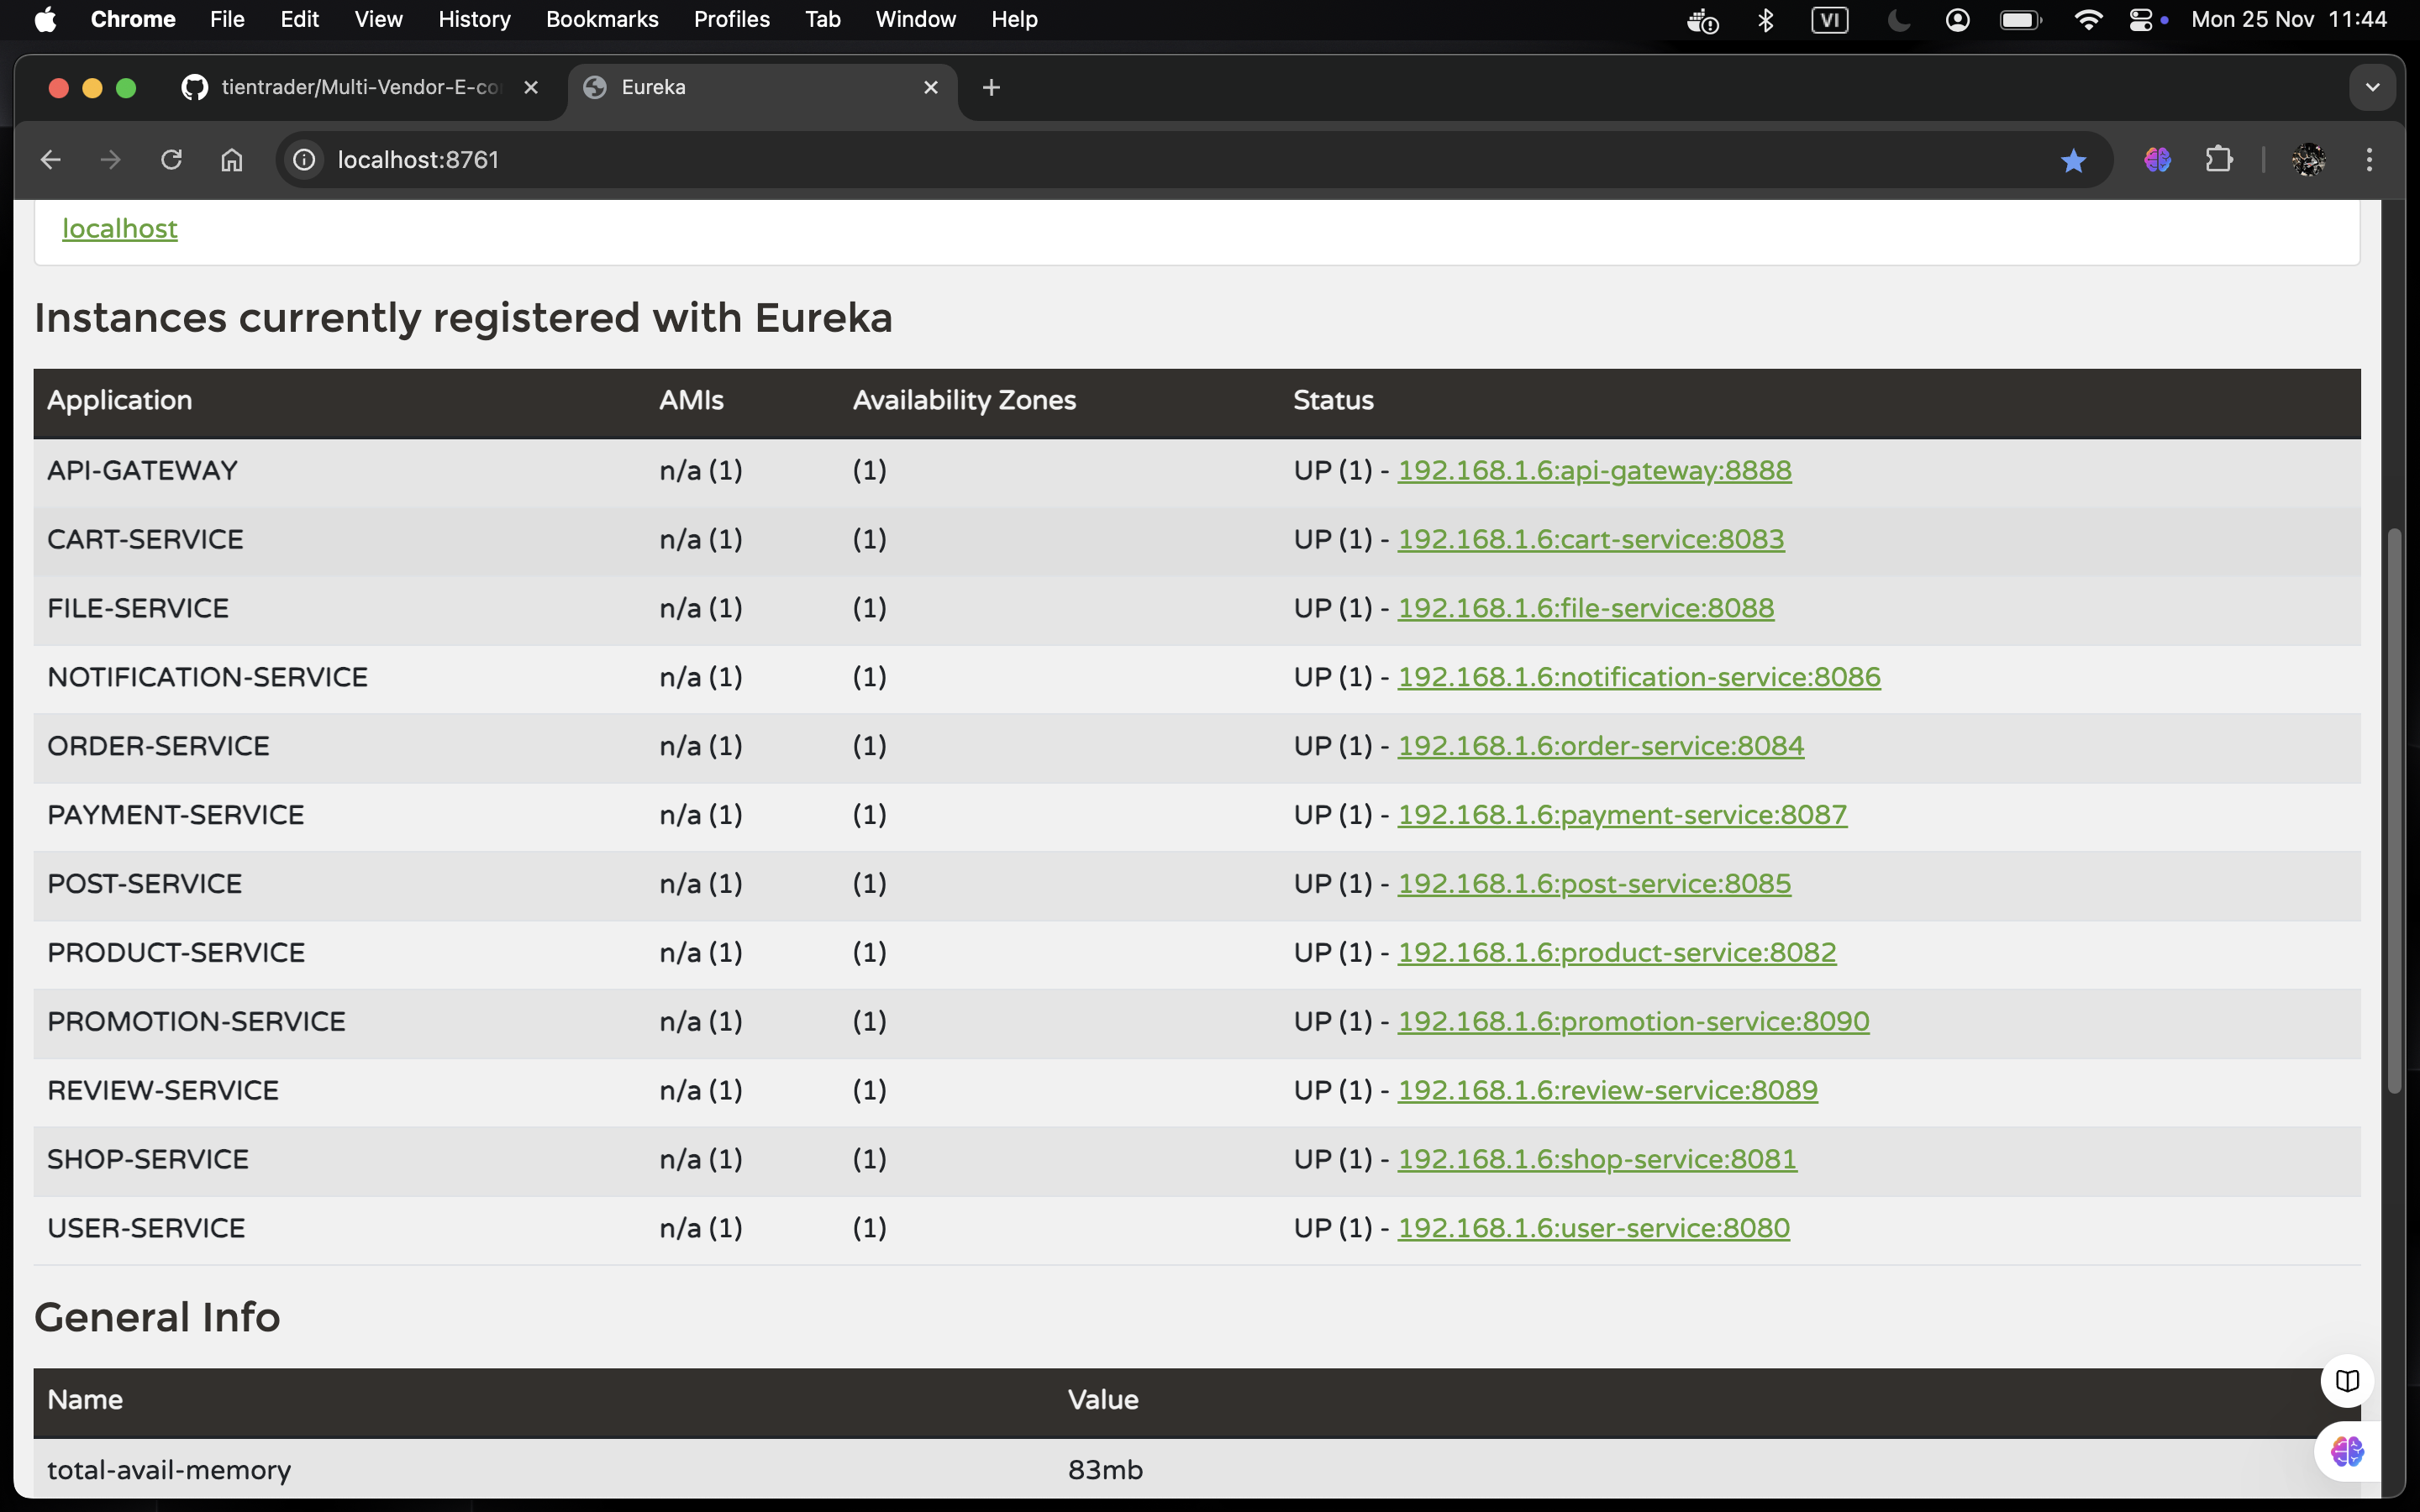 Chrome File Edit View History Bookmarks Profiles Tab Window Help VI Mon 25 Nov 11:44
tientrader/Multi-Vendor-E-co Eureka
localhost:8761
localhost
Instances currently registered with Eureka
Application AMIs Availability Zones Status
API-GATEWAY n/a (1) (1) UP (1) - 192.168.1.6:api-gateway:8888
CART-SERVICE n/a (1) (1) UP (1) - 192.168.1.6:cart-service:8083
FILE-SERVICE n/a (1) (1) UP (1) - 192.168.1.6:file-service:8088
NOTIFICATION-SERVICE n/a (1) (1) UP (1) - 192.168.1.6:notification-service:8086
ORDER-SERVICE n/a (1) (1) UP (1) - 192.168.1.6:order-service:8084
PAYMENT-SERVICE n/a (1) (1) UP (1) - 192.168.1.6:payment-service:8087
POST-SERVICE n/a (1) (1) UP (1) - 192.168.1.6:post-service:8085
PRODUCT-SERVICE n/a (1) (1) UP (1) - 192.168.1.6:product-service:8082
PROMOTION-SERVICE n/a (1) (1) UP (1) - 192.168.1.6:promotion-service:8090
REVIEW-SERVICE n/a (1) (1) UP (1) - 192.168.1.6:review-service:8089
SHOP-SERVICE n/a (1) (1) UP (1) - 192.168.1.6:shop-service:8081
USER-SERVICE n/a (1) (1) UP (1) - 192.168.1.6:user-service:8080
General Info
Name Value
total-avail-memory 83mb